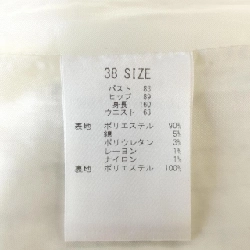 3B SIZE
バスト 83
ヒップ 89
身長 160
ウエスト 63
表地 ポリエステル 90%
綿 5%
ポリウレタン 3%
レーヨン 1%
ナイロン 1%
裏地 ポリエステル 100%